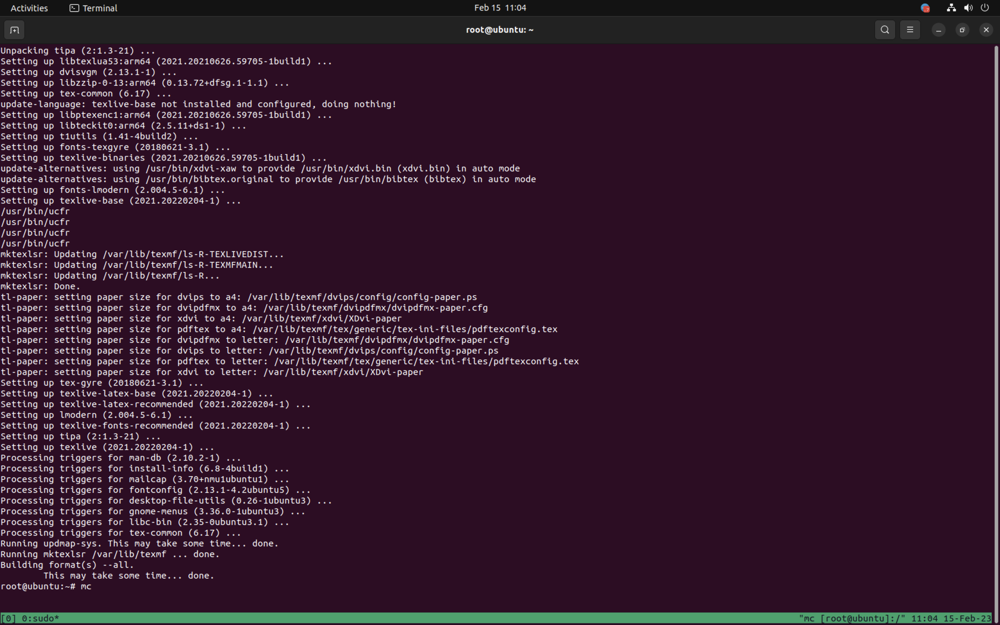 Activities Terminal Feb 15 11:04
root@ubuntu: ~
Unpacking tipa (2:1.3-21) ...
Setting up libtexlua53:arm64 (2021.20210626.59705-1build1) ...
Setting up dvisvgm (2.13.1-1) ...
Setting up libzzip-0-13:arm64 (0.13.72+dfsg.1-1.1) ...
Setting up tex-common (6.17) ...
update-language: texlive-base not installed and configured, doing nothing!
Setting up libptexenc1:arm64 (2021.20210626.59705-1build1) ...
Setting up libteckit0:arm64 (2.5.11+ds1-1) ...
Setting up t1utils (1.41-4build2) ...
Setting up fonts-texgyre (20180621-3.1) ...
Setting up texlive-binaries (2021.20210626.59705-1build1) ...
update-alternatives: using /usr/bin/xdvi-xaw to provide /usr/bin/xdvi.bin (xdvi.bin) in auto mode
update-alternatives: using /usr/bin/bibtex.original to provide /usr/bin/bibtex (bibtex) in auto mode
Setting up fonts-lmodern (2.004.5-6.1) ...
Setting up texlive-base (2021.20220204-1) ...
/usr/bin/ucfr
/usr/bin/ucfr
/usr/bin/ucfr
/usr/bin/ucfr
mktexlsr: Updating /var/lib/texmf/ls-R-TEXLIVEDIST...
mktexlsr: Updating /var/lib/texmf/ls-R-TEXMFMAIN...
mktexlsr: Updating /var/lib/texmf/ls-R...
mktexlsr: Done.
tl-paper: setting paper size for dvips to a4: /var/lib/texmf/dvips/config/config-paper.ps
tl-paper: setting paper size for dvipdfmx to a4: /var/lib/texmf/dvipdfmx/dvipdfmx-paper.cfg
tl-paper: setting paper size for xdvi to a4: /var/lib/texmf/xdvi/XDvi-paper
tl-paper: setting paper size for pdftex to a4: /var/lib/texmf/tex/generic/tex-ini-files/pdftexconfig.tex
tl-paper: setting paper size for dvipdfmx to letter: /var/lib/texmf/dvipdfmx/dvipdfmx-paper.cfg
tl-paper: setting paper size for dvips to letter: /var/lib/texmf/dvips/config/config-paper.ps
tl-paper: setting paper size for pdftex to letter: /var/lib/texmf/tex/generic/tex-ini-files/pdftexconfig.tex
tl-paper: setting paper size for xdvi to letter: /var/lib/texmf/xdvi/XDvi-paper
Setting up tex-gyre (20180621-3.1) ...
Setting up texlive-latex-base (2021.20220204-1) ...
Setting up texlive-latex-recommended (2021.20220204-1) ...
Setting up lmodern (2.004.5-6.1) ...
Setting up texlive-fonts-recommended (2021.20220204-1) ...
Setting up tipa (2:1.3-21) ...
Setting up texlive (2021.20220204-1) ...
Processing triggers for man-db (2.10.2-1) ...
Processing triggers for install-info (6.8-4build1) ...
Processing triggers for mailcap (3.70+nmu1ubuntu1) ...
Processing triggers for fontconfig (2.13.1-4.2ubuntu5) ...
Processing triggers for desktop-file-utils (0.26-1ubuntu3) ...
Processing triggers for gnome-menus (3.36.0-1ubuntu3) ...
Processing triggers for libc-bin (2.35-0ubuntu3.1) ...
Processing triggers for tex-common (6.17) ...
Running updmap-sys. This may take some time... done.
Running mktexlsr /var/lib/texmf ... done.
Building format(s) --all.
        This may take some time... done.
root@ubuntu:~# mc
[0] 0:sudo* "mc [root@ubuntu]:/" 11:04 15-Feb-23